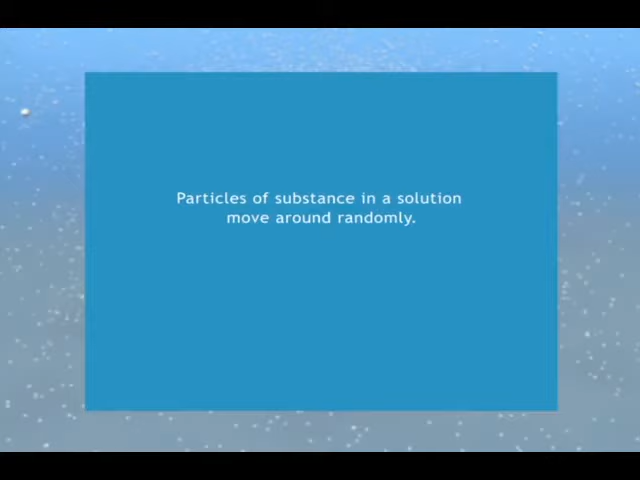 Particles of substance in a solution
move around randomly.